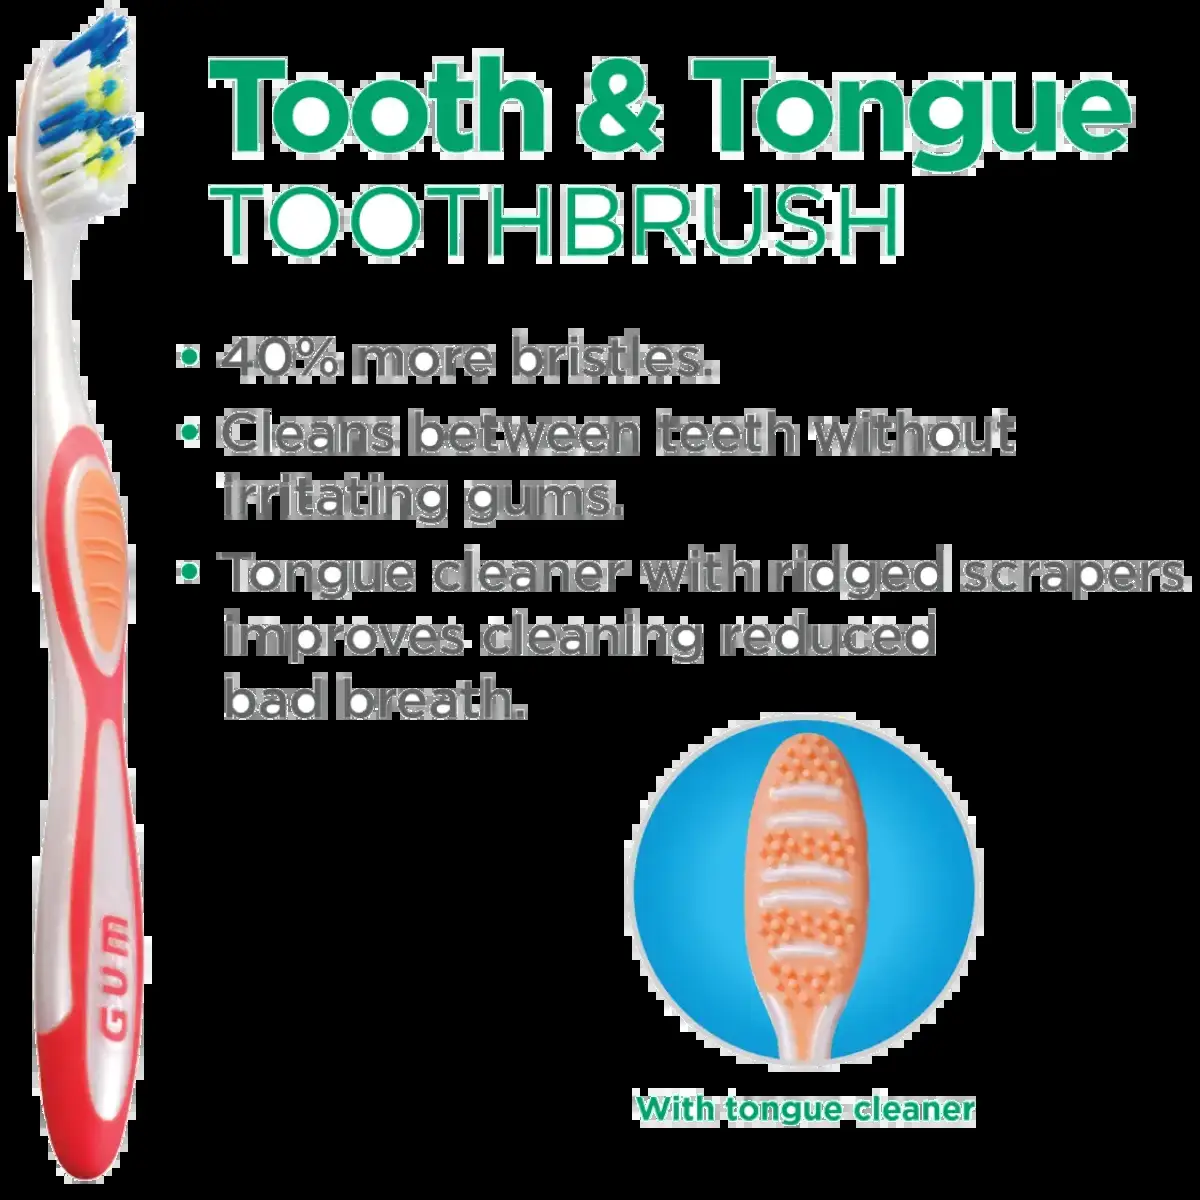 Tooth & Tongue
TOOTHBRUSH
• 40% more bristles.
• Cleans between teeth without
irritating gums.
• Tongue cleaner with ridged scrapers
improves cleaning reduced
bad breath.
GUM
With tongue cleaner